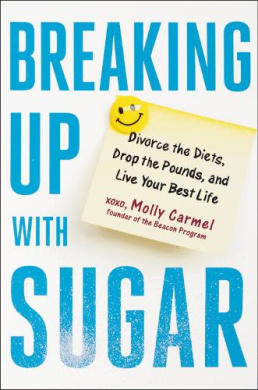 BREAKING
UP
WITH
SUGAR
Divorce the Diets,
Drop the Pounds, and
Live Your Best Life
xoxo, Molly Carmel
founder of the Beacon Program